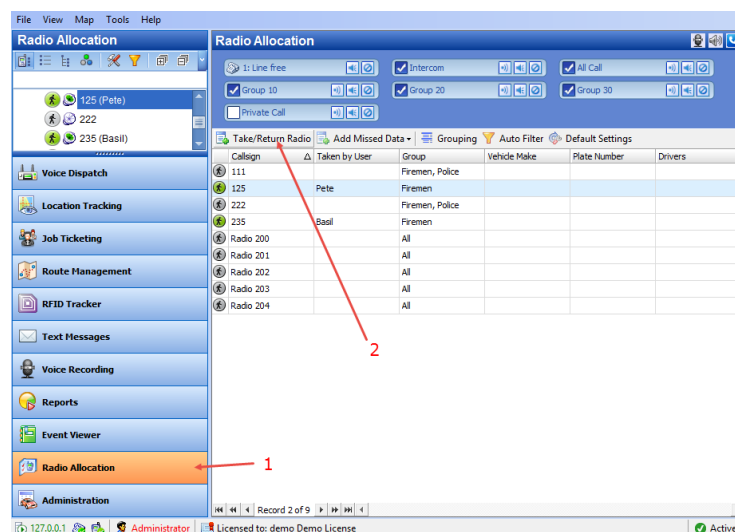 File View Map Tools Help
Radio Allocation
125 (Pete)
222
235 (Basil)
Voice Dispatch
Location Tracking
Job Ticketing
Route Management
RFID Tracker
Text Messages
Voice Recording
Reports
Event Viewer
Radio Allocation
Administration
1
Radio Allocation
1: Line free Intercom All Call
Group 10 Group 20 Group 30
Private Call
Take/Return Radio Add Missed Data Grouping Auto Filter Default Settings
Callsign Taken by User Group Vehicle Make Plate Number Drivers
111 Firemen, Police
125 Pete Firemen
222 Firemen, Police
235 Basil Firemen
Radio 200 All
Radio 201 All
Radio 202 All
Radio 203 All
Radio 204 All
2
Record 2 of 9
127.0.0.1 Administrator Licensed to: demo Demo License Active